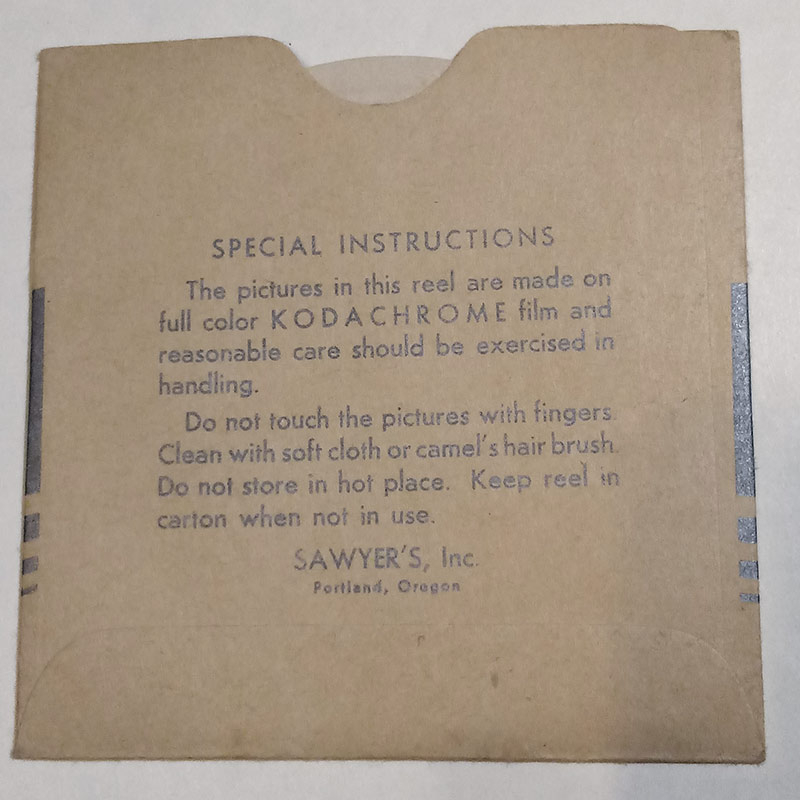 SPECIAL INSTRUCTIONS
The pictures in this reel are made on
full color KODACHROME film and
reasonable care should be exercised in
handling.
Do not touch the pictures with fingers.
Clean with soft cloth or camel's hair brush.
Do not store in hot place. Keep reel in
carton when not in use.
SAWYER'S, Inc.
Portland, Oregon